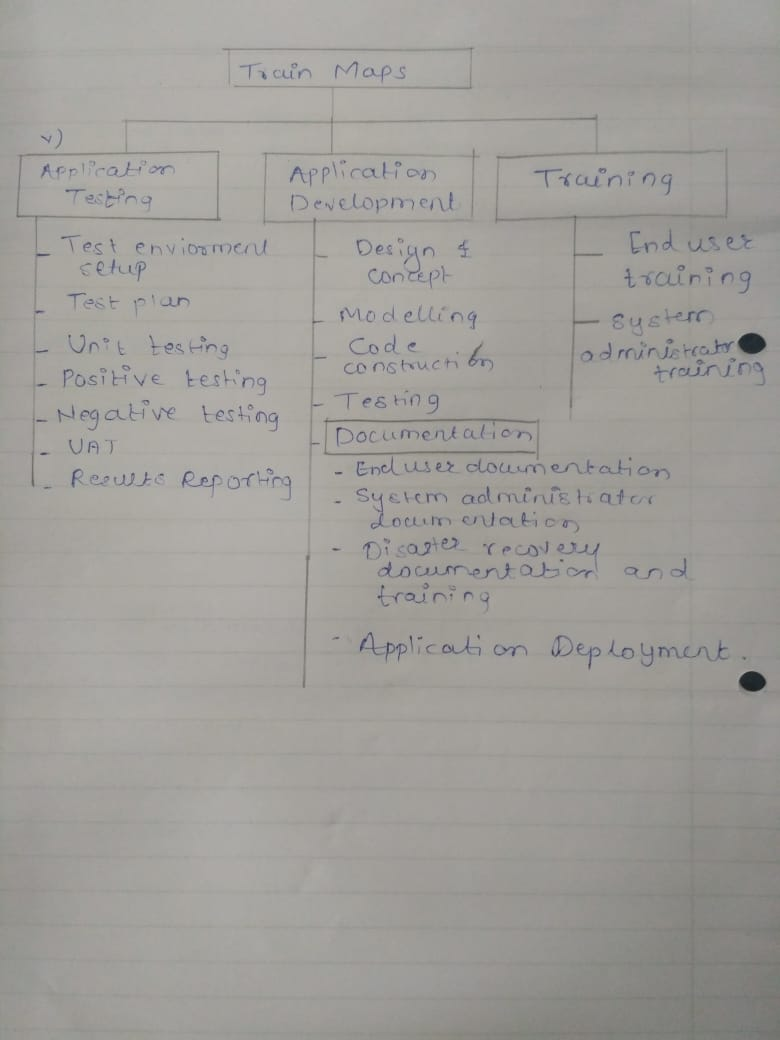 Train Maps
v)
Application
Testing
Test enviorment
setup
Test plan
Unit testing
Positive testing
Negative testing
UAT
Results Reporting
Application
Development
Design &
concept
Modelling
Code
construction
Testing
Documentation
- End user documentation
- System administrator
documentation
- Disaster recovery
documentation and
training
- Application Deployment.
Training
- End user
training
- System
administrator
training